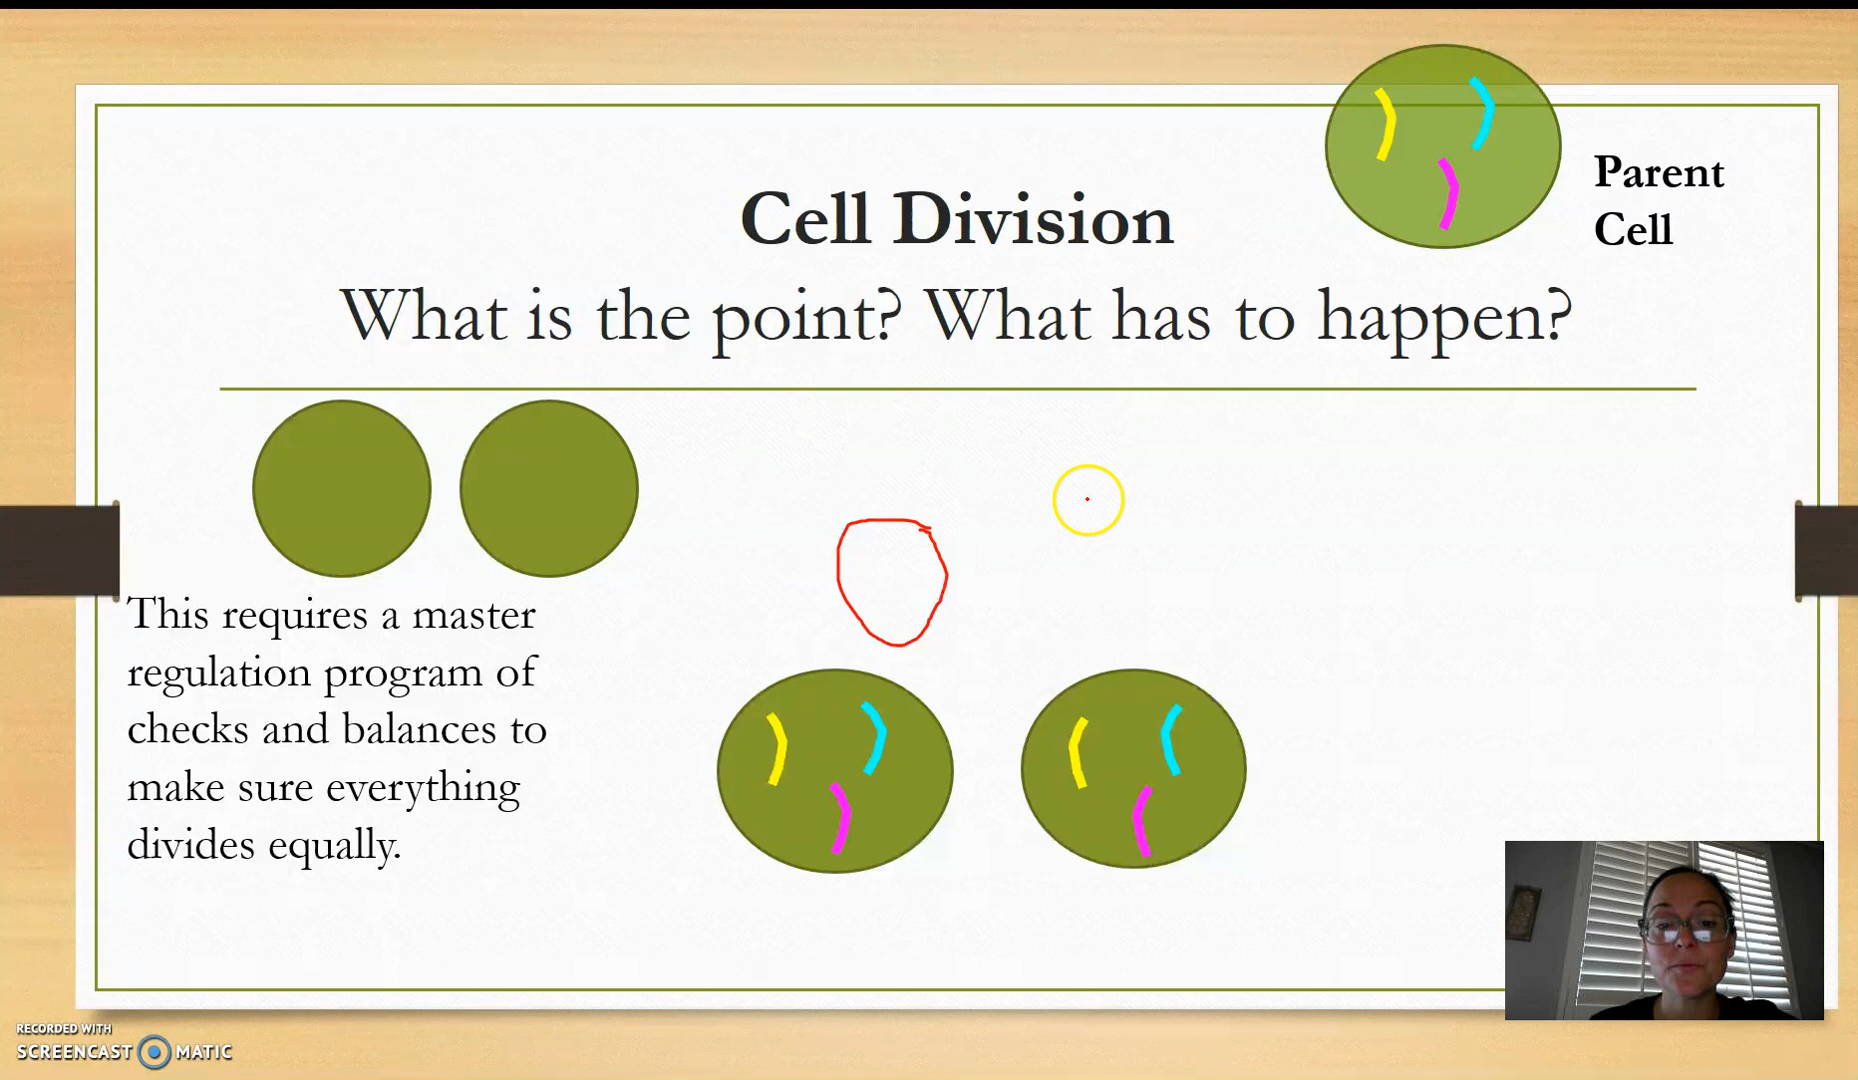 Parent
Cell
Cell Division
What is the point? What has to happen?
This requires a master
regulation program of
checks and balances to
make sure everything
divides equally.
RECORDED WITH
SCREENCAST MATIC